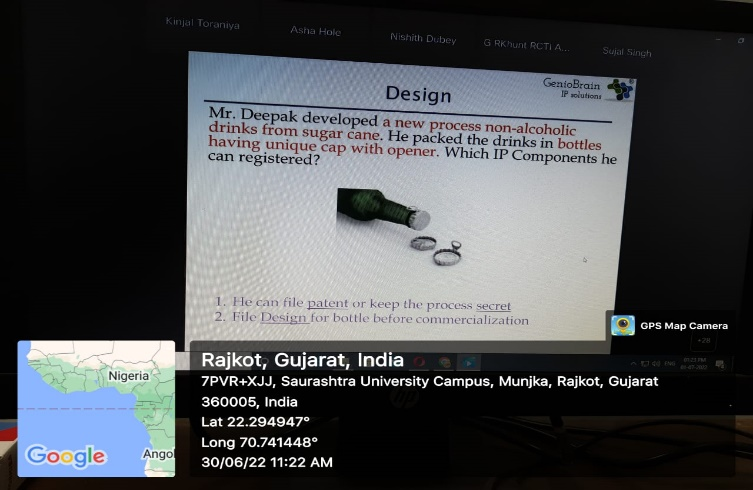 Kinjal Toraniya
Asha Hole
Nishith Dubey
G RKhunt RCTI A...
Sujal Singh
GenioBrain
IP solutions
Design
Mr. Deepak developed a new process non-alcoholic
drinks from sugar cane. He packed the drinks in bottles
having unique cap with opener. Which IP Components he
can registered?
1. He can file patent or keep the process secret
2. File Design for bottle before commercialization
GPS Map Camera
+28
Nigeria
Angol
Google
Rajkot, Gujarat, India
7PVR+XJJ, Saurashtra University Campus, Munjka, Rajkot, Gujarat
360005, India
Lat 22.294947°
Long 70.741448°
30/06/22 11:22 AM